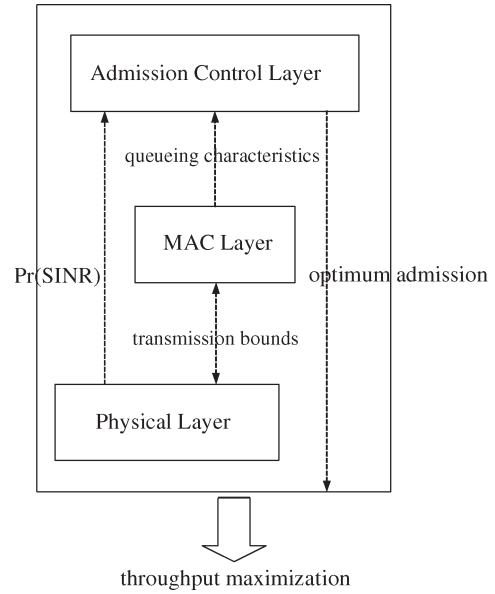 Admission Control Layer
queueing characteristics
MAC Layer
Pr(SINR)
optimum admission
transmission bounds
Physical Layer
throughput maximization